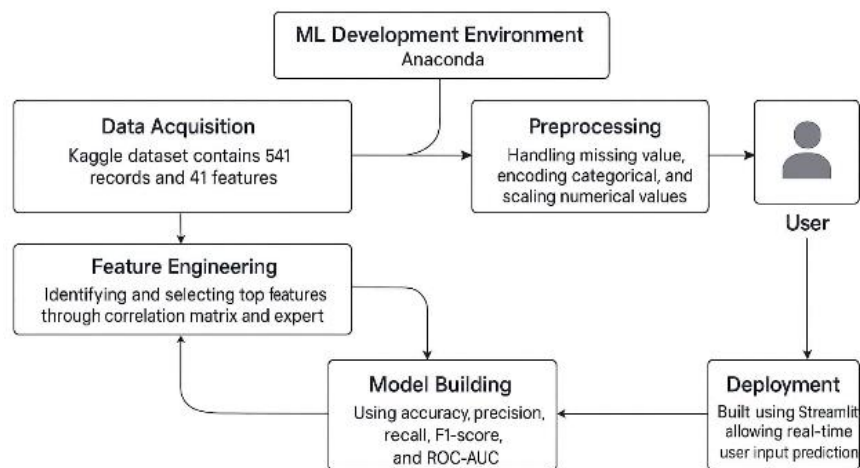 ML Development Environment
Anaconda
Data Acquisition
Kaggle dataset contains 541
records and 41 features
Preprocessing
Handling missing value,
encoding categorical, and
scaling numerical values
User
Feature Engineering
Identifying and selecting top features
through correlation matrix and expert
Model Building
Using accuracy, precision,
recall, F1-score,
and ROC-AUC
Deployment
Built using Streamlit
allowing real-time
user input prediction